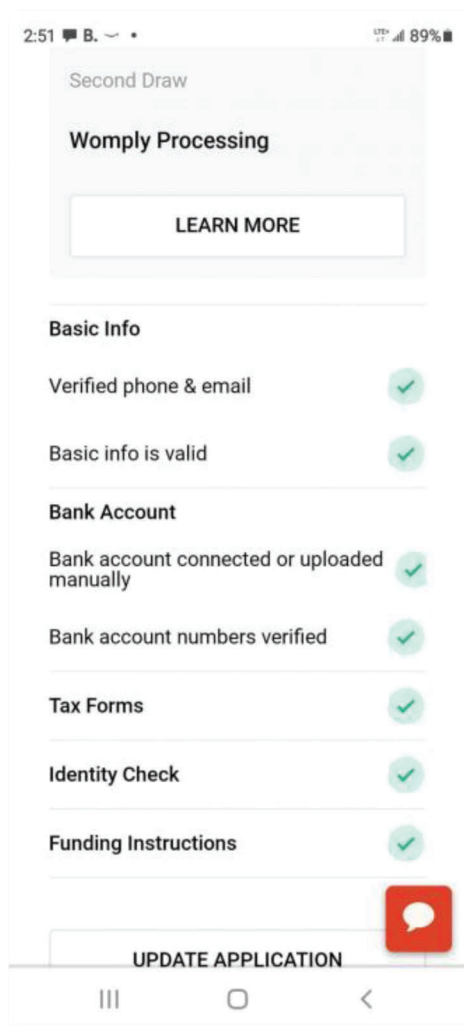 2:51 B. LTE+ 89%
Second Draw
Womply Processing
LEARN MORE
Basic Info
Verified phone & email
Basic info is valid
Bank Account
Bank account connected or uploaded
manually
Bank account numbers verified
Tax Forms
Identity Check
Funding Instructions
UPDATE APPLICATION